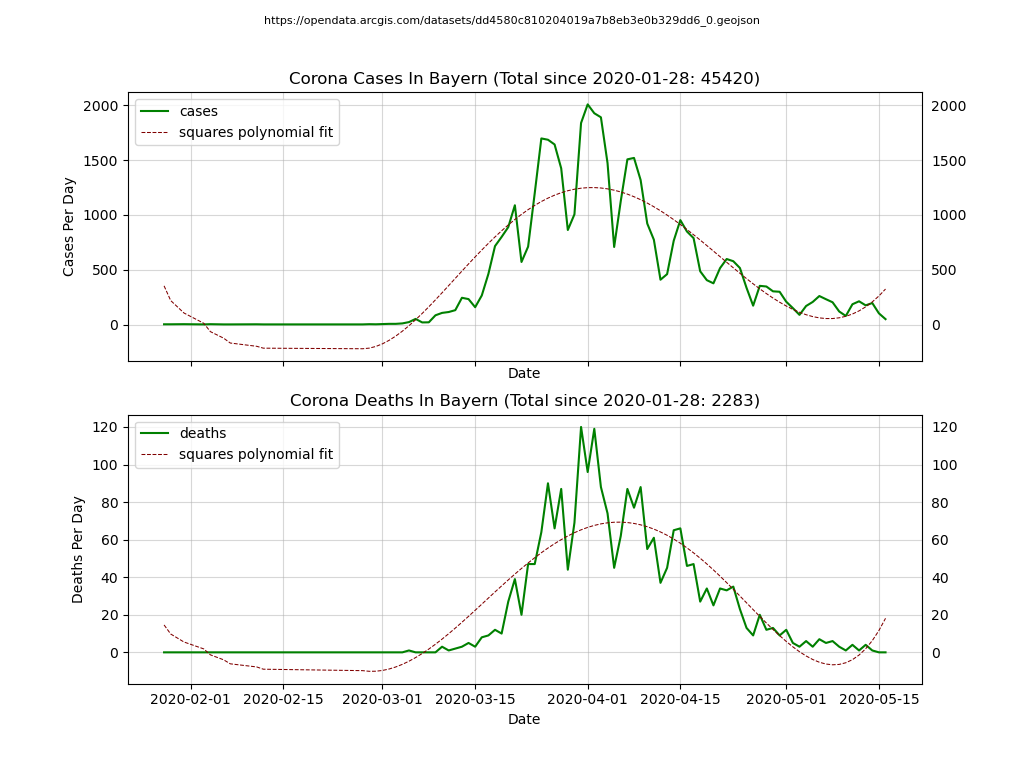 https://opendata.arcgis.com/datasets/dd4580c810204019a7b8eb3e0b329dd6_0.geojson
Corona Cases In Bayern (Total since 2020-01-28: 45420)
cases
squares polynomial fit
2000
1500
1000
500
0
2000
1500
1000
500
0
Cases Per Day
Date
Corona Deaths In Bayern (Total since 2020-01-28: 2283)
deaths
squares polynomial fit
120
100
80
60
40
20
0
120
100
80
60
40
20
0
Deaths Per Day
2020-02-01 2020-02-15 2020-03-01 2020-03-15 2020-04-01 2020-04-15 2020-05-01 2020-05-15
Date